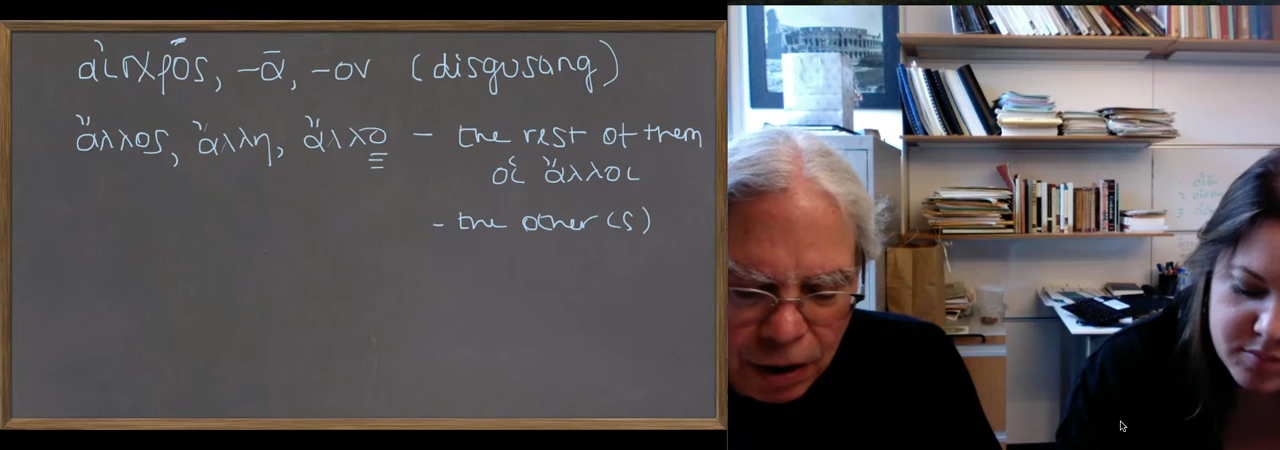 αἰσχρός, -ᾱ, -ον (disgusting)
ἄλλος, ἄλλη, ἄλλο - the rest of them
οἱ ἄλλοι
- the other(s)